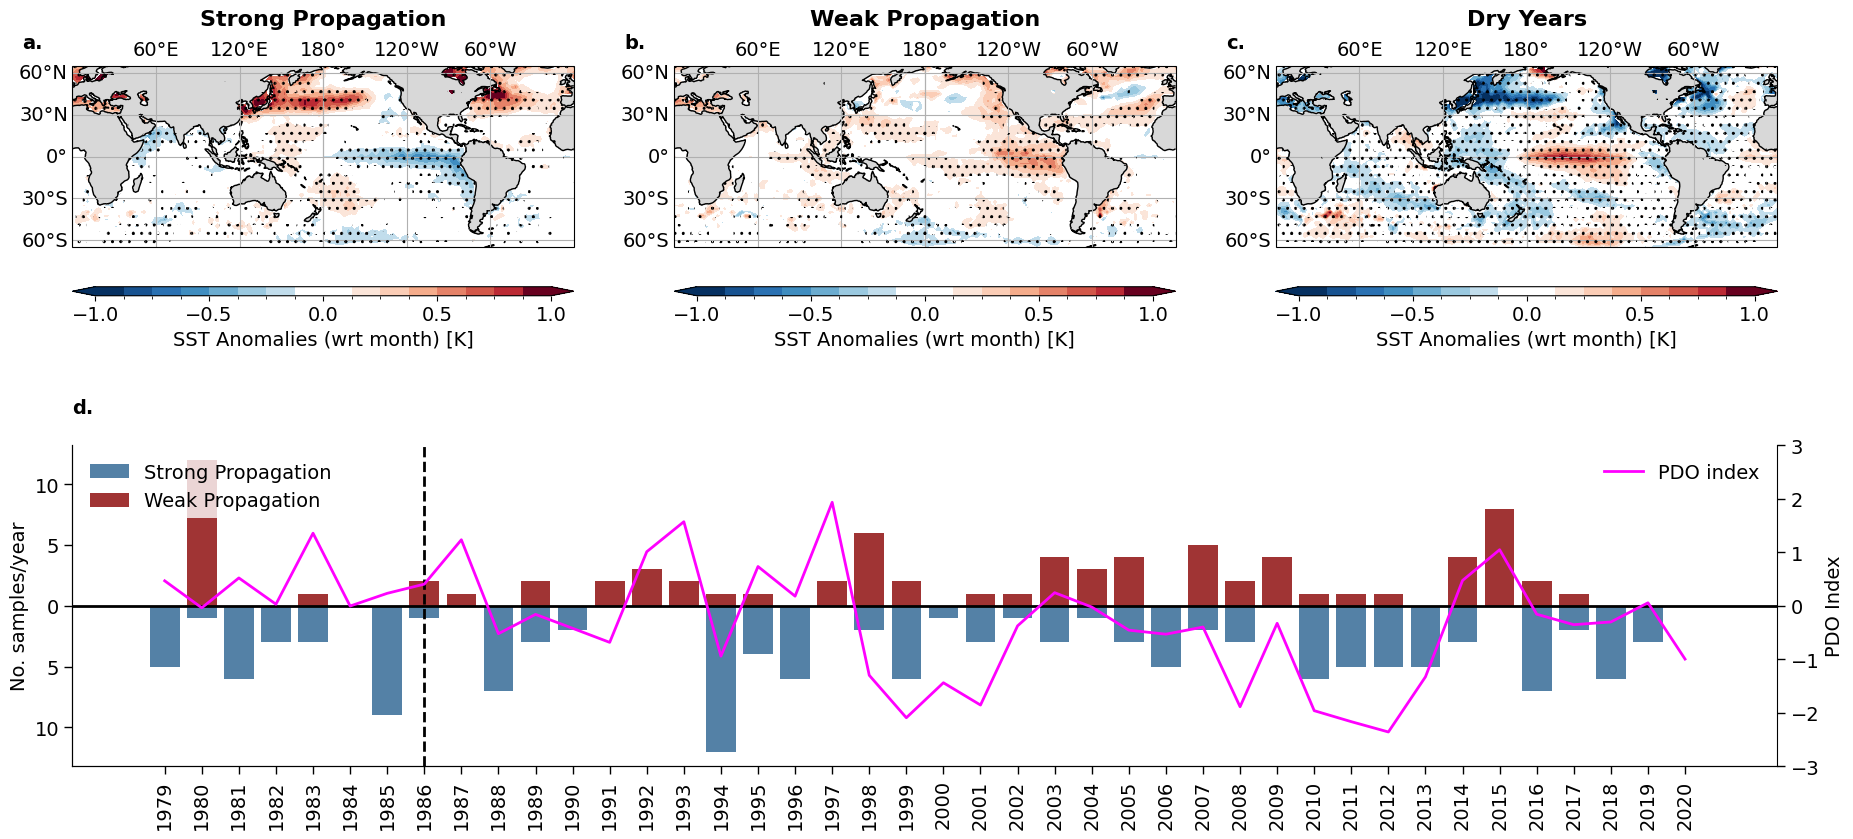 Strong Propagation
Weak Propagation
Dry Years
a.
b.
c.
60°E 120°E 180° 120°W 60°W
60°E 120°E 180° 120°W 60°W
60°E 120°E 180° 120°W 60°W
60°N
30°N
0°
30°S
60°S
60°N
30°N
0°
30°S
60°S
60°N
30°N
0°
30°S
60°S
−1.0 −0.5 0.0 0.5 1.0
SST Anomalies (wrt month) [K]
−1.0 −0.5 0.0 0.5 1.0
SST Anomalies (wrt month) [K]
−1.0 −0.5 0.0 0.5 1.0
SST Anomalies (wrt month) [K]
d.
Strong Propagation
Weak Propagation
PDO index
No. samples/year
10
5
0
5
10
3
2
1
0
−1
−2
−3
PDO Index
1979 1980 1981 1982 1983 1984 1985 1986 1987 1988 1989 1990 1991 1992 1993 1994 1995 1996 1997 1998 1999 2000 2001 2002 2003 2004 2005 2006 2007 2008 2009 2010 2011 2012 2013 2014 2015 2016 2017 2018 2019 2020